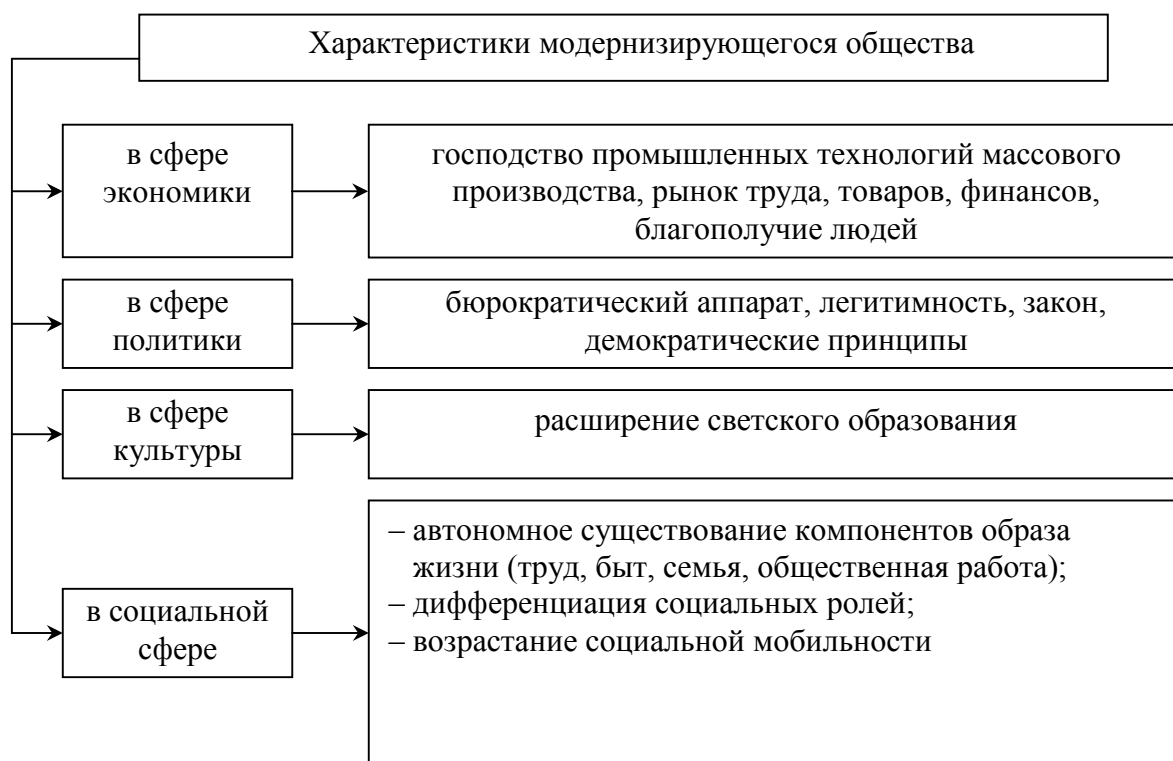 Характеристики модернизирующегося общества
в сфере
экономики
господство промышленных технологий массового
производства, рынок труда, товаров, финансов,
благополучие людей
в сфере
политики
бюрократический аппарат, легитимность, закон,
демократические принципы
в сфере
культуры
расширение светского образования
в социальной
сфере
– автономное существование компонентов образа
жизни (труд, быт, семья, общественная работа);
– дифференциация социальных ролей;
– возрастание социальной мобильности